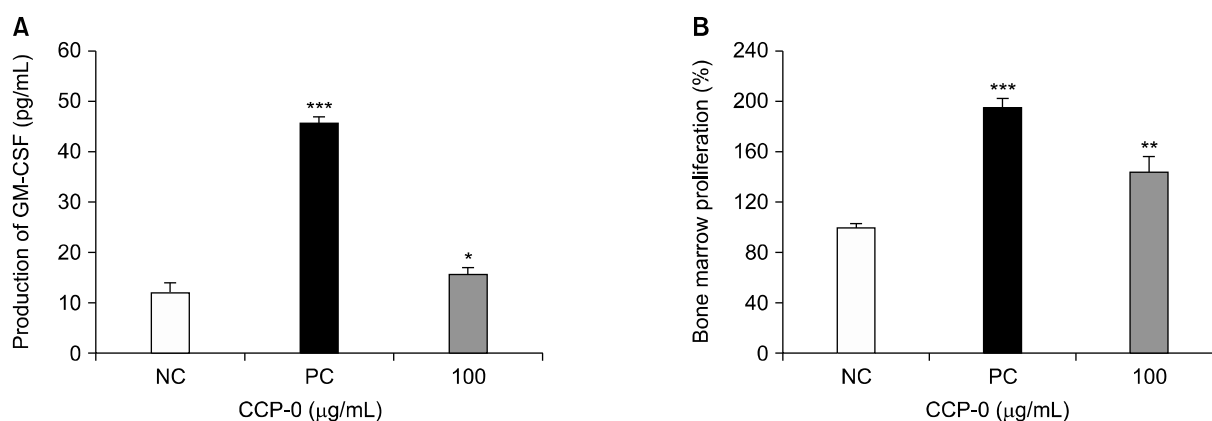 A
Production of GM-CSF (pg/mL)
60
50
40
30
20
10
0
***
*
NC PC 100
CCP-0 (μg/mL)
B
Bone marrow proliferation (%)
240
200
160
120
80
40
0
***
**
NC PC 100
CCP-0 (μg/mL)